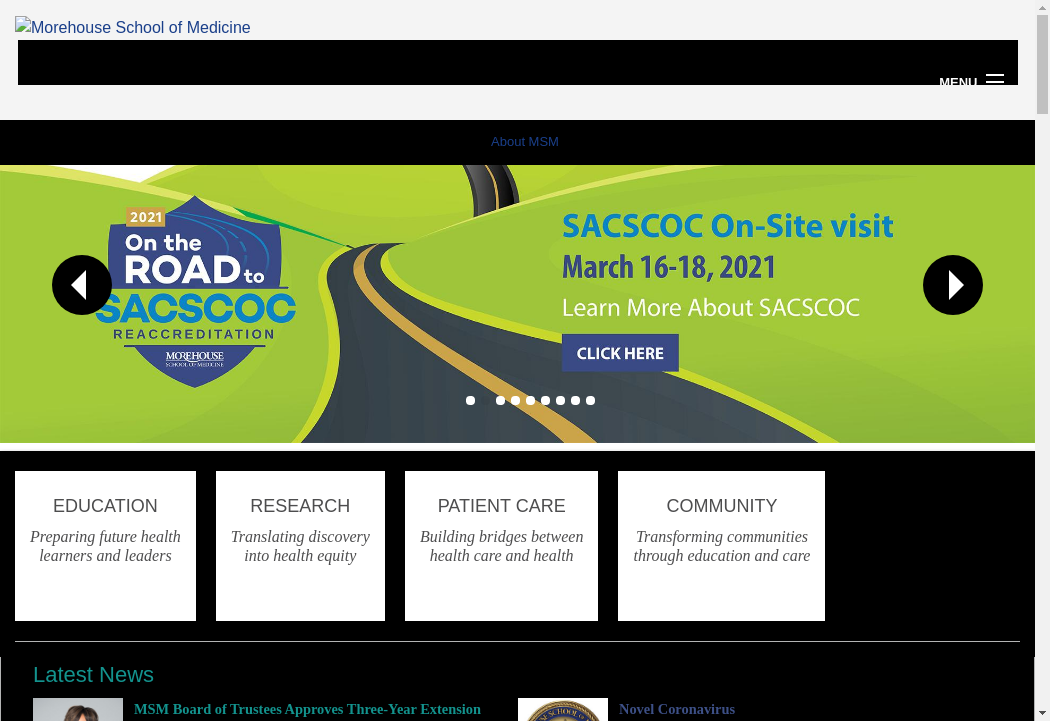 Morehouse School of Medicine
MENU
About MSM
2021
On the
ROAD to
SACSCOC
REACCREDITATION
MOREHOUSE
SCHOOL OF MEDICINE
SACSCOC On-Site visit
March 16-18, 2021
Learn More About SACSCOC
CLICK HERE
EDUCATION
Preparing future health
learners and leaders
RESEARCH
Translating discovery
into health equity
PATIENT CARE
Building bridges between
health care and health
COMMUNITY
Transforming communities
through education and care
Latest News
MSM Board of Trustees Approves Three-Year Extension
Novel Coronavirus